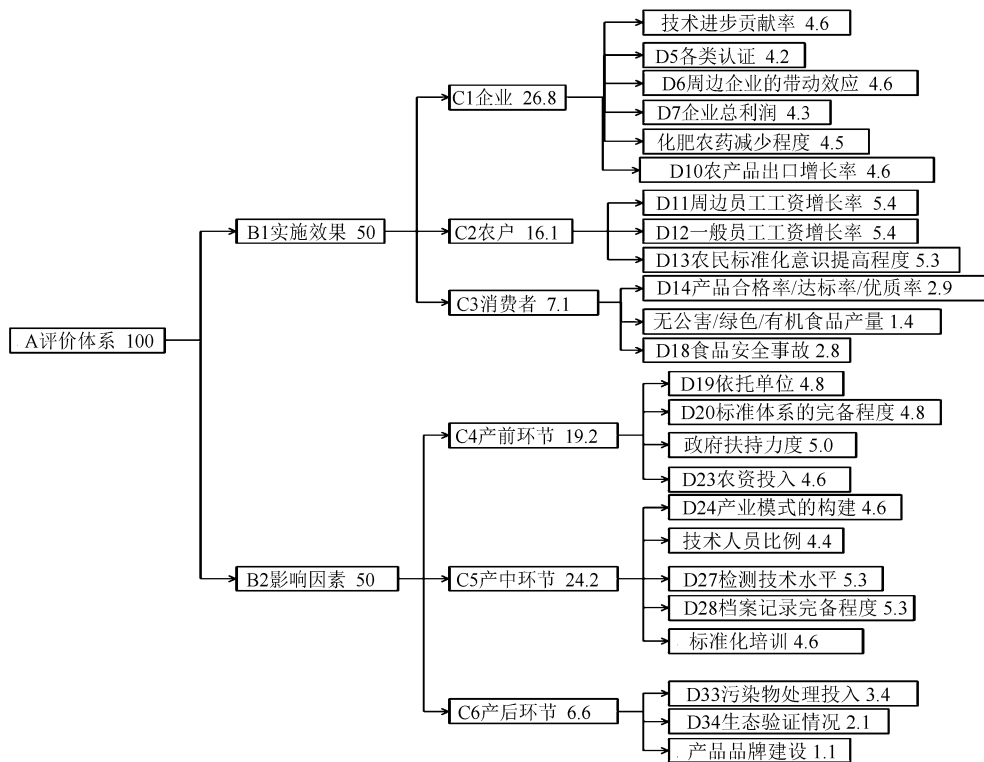 A评价体系 100
B1实施效果 50
C1企业 26.8
技术进步贡献率 4.6
D5各类认证 4.2
D6周边企业的带动效应 4.6
D7企业总利润 4.3
化肥农药减少程度 4.5
D10农产品出口增长率 4.6
C2农户 16.1
D11周边员工工资增长率 5.4
D12一般员工工资增长率 5.4
D13农民标准化意识提高程度 5.3
C3消费者 7.1
D14产品合格率/达标率/优质率 2.9
无公害/绿色/有机食品产量 1.4
D18食品安全事故 2.8
B2影响因素 50
C4产前环节 19.2
D19依托单位 4.8
D20标准体系的完备程度 4.8
政府扶持力度 5.0
D23农资投入 4.6
C5产中环节 24.2
D24产业模式的构建 4.6
技术人员比例 4.4
D27检测技术水平 5.3
D28档案记录完备程度 5.3
标准化培训 4.6
C6产后环节 6.6
D33污染物处理投入 3.4
D34生态验证情况 2.1
产品品牌建设 1.1